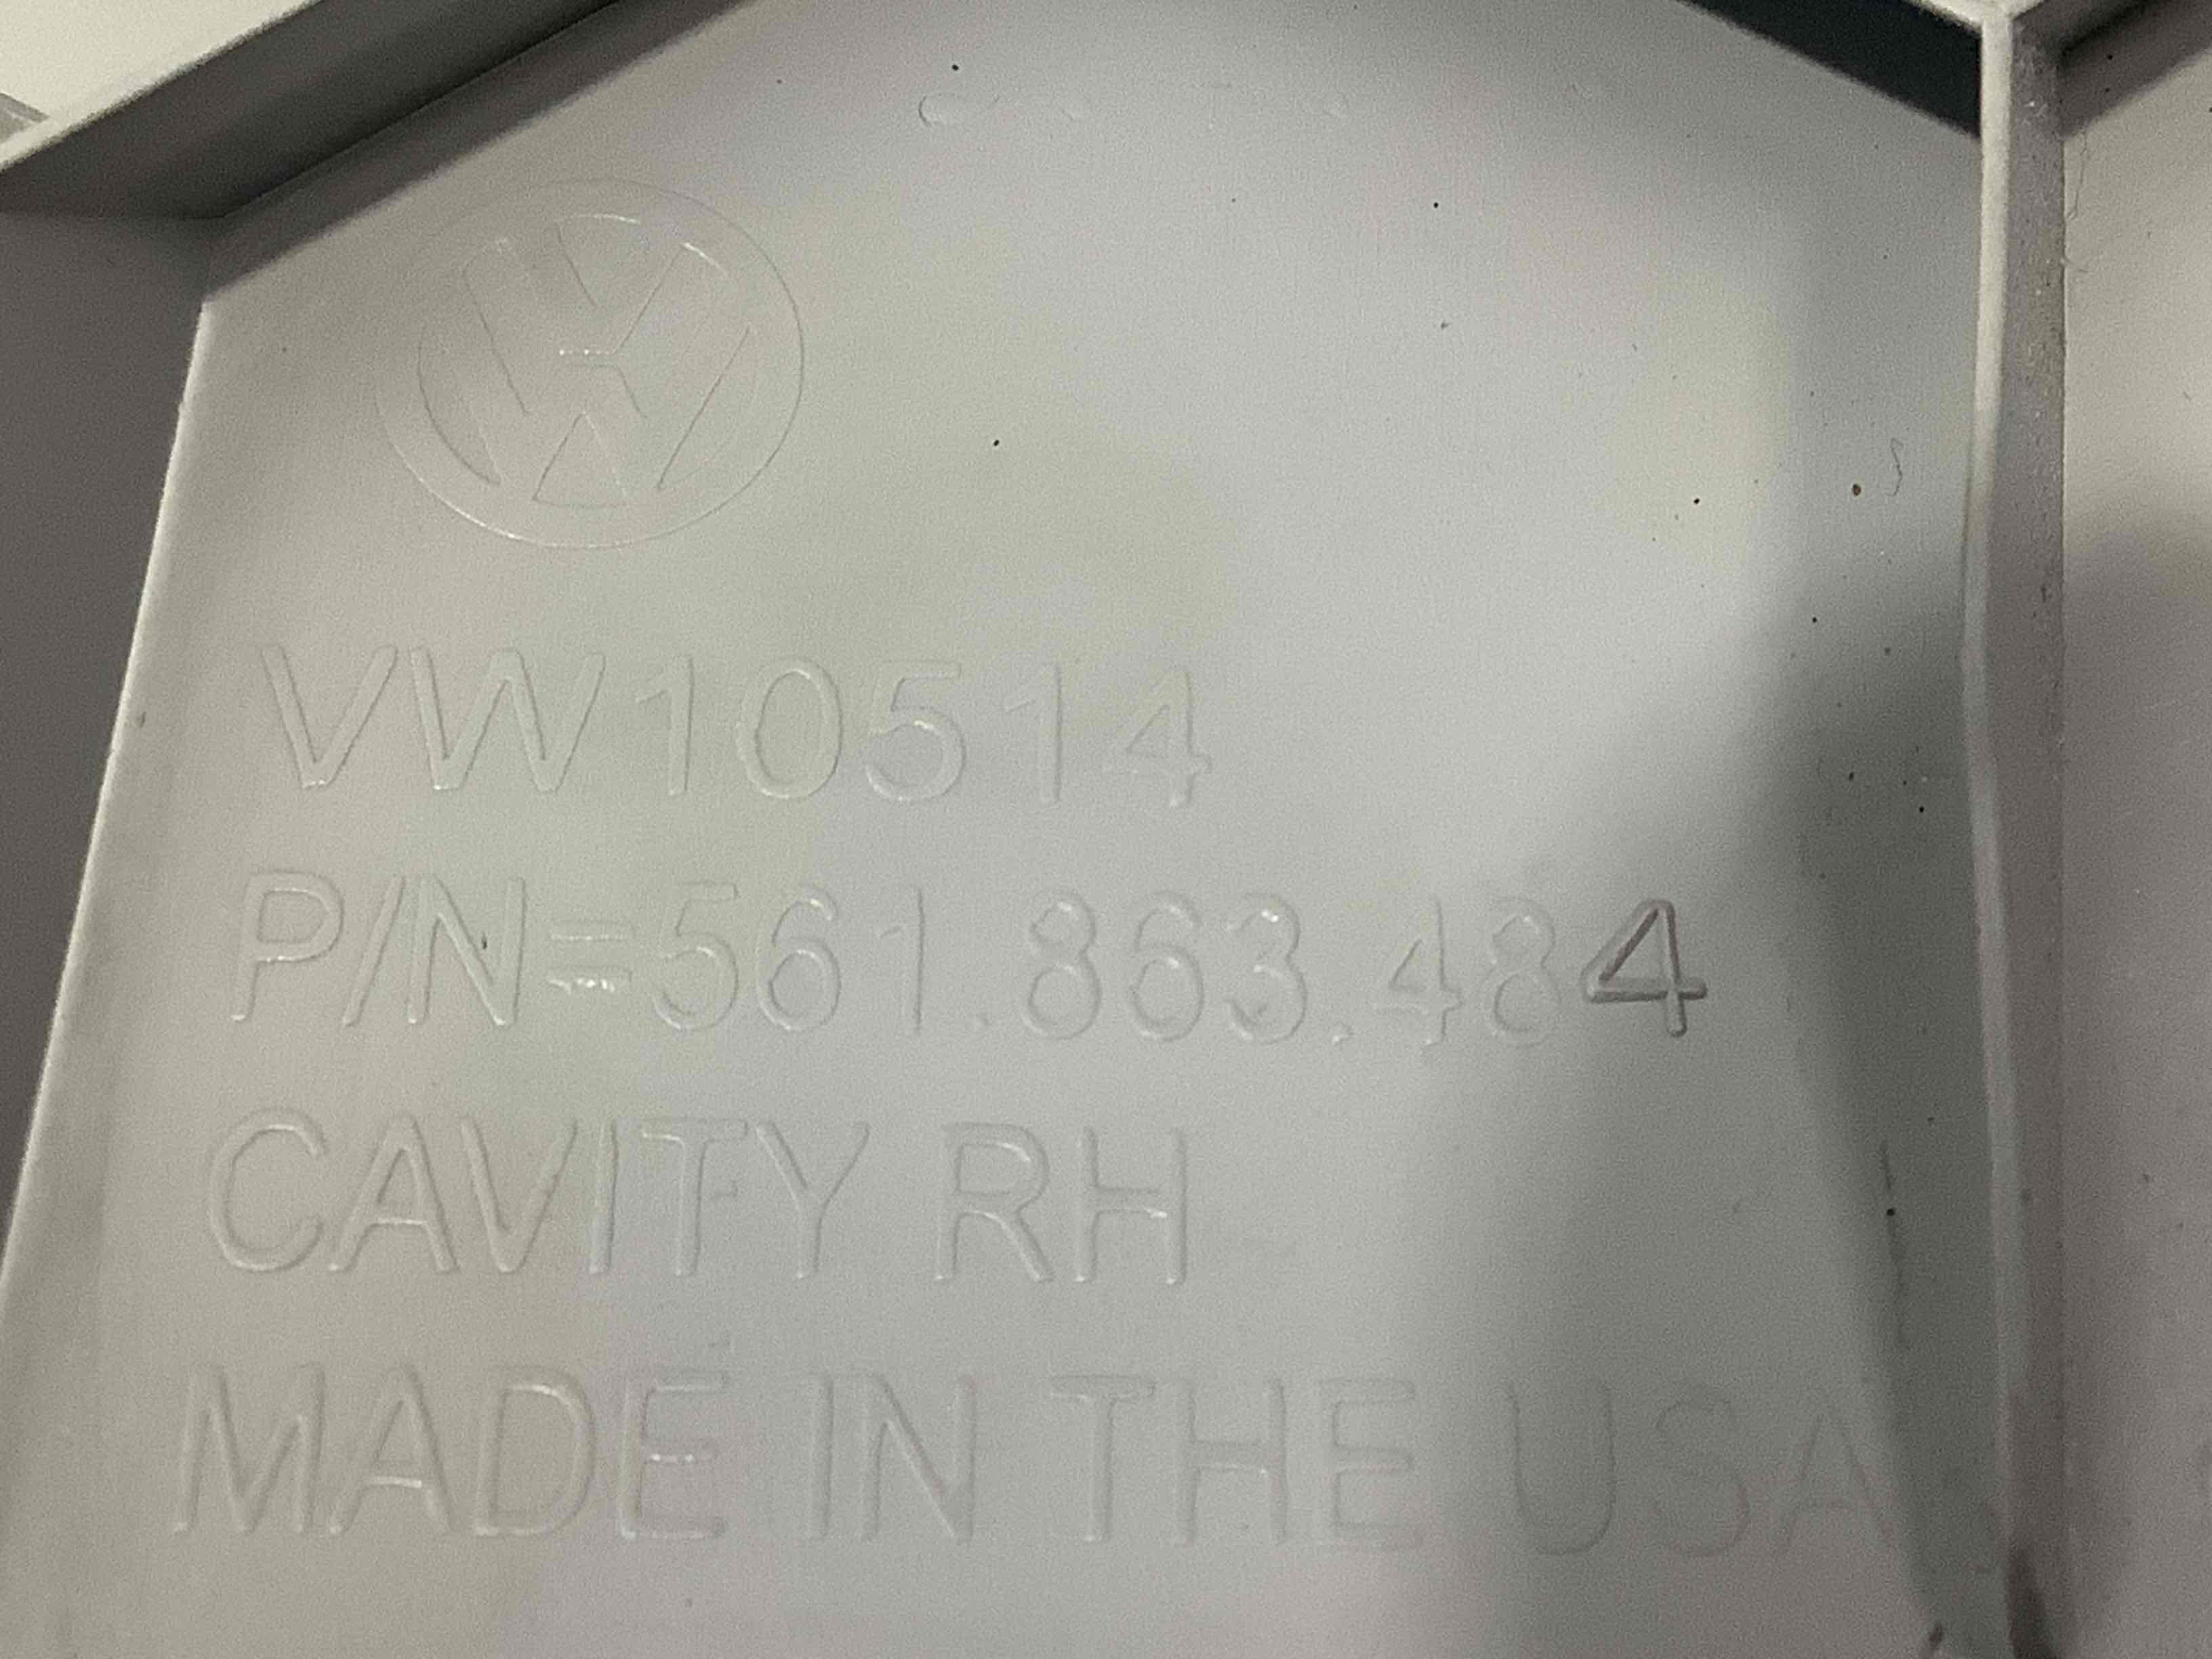 VW10514
P/N=561.863.484
CAVITY RH
MADE IN THE USA